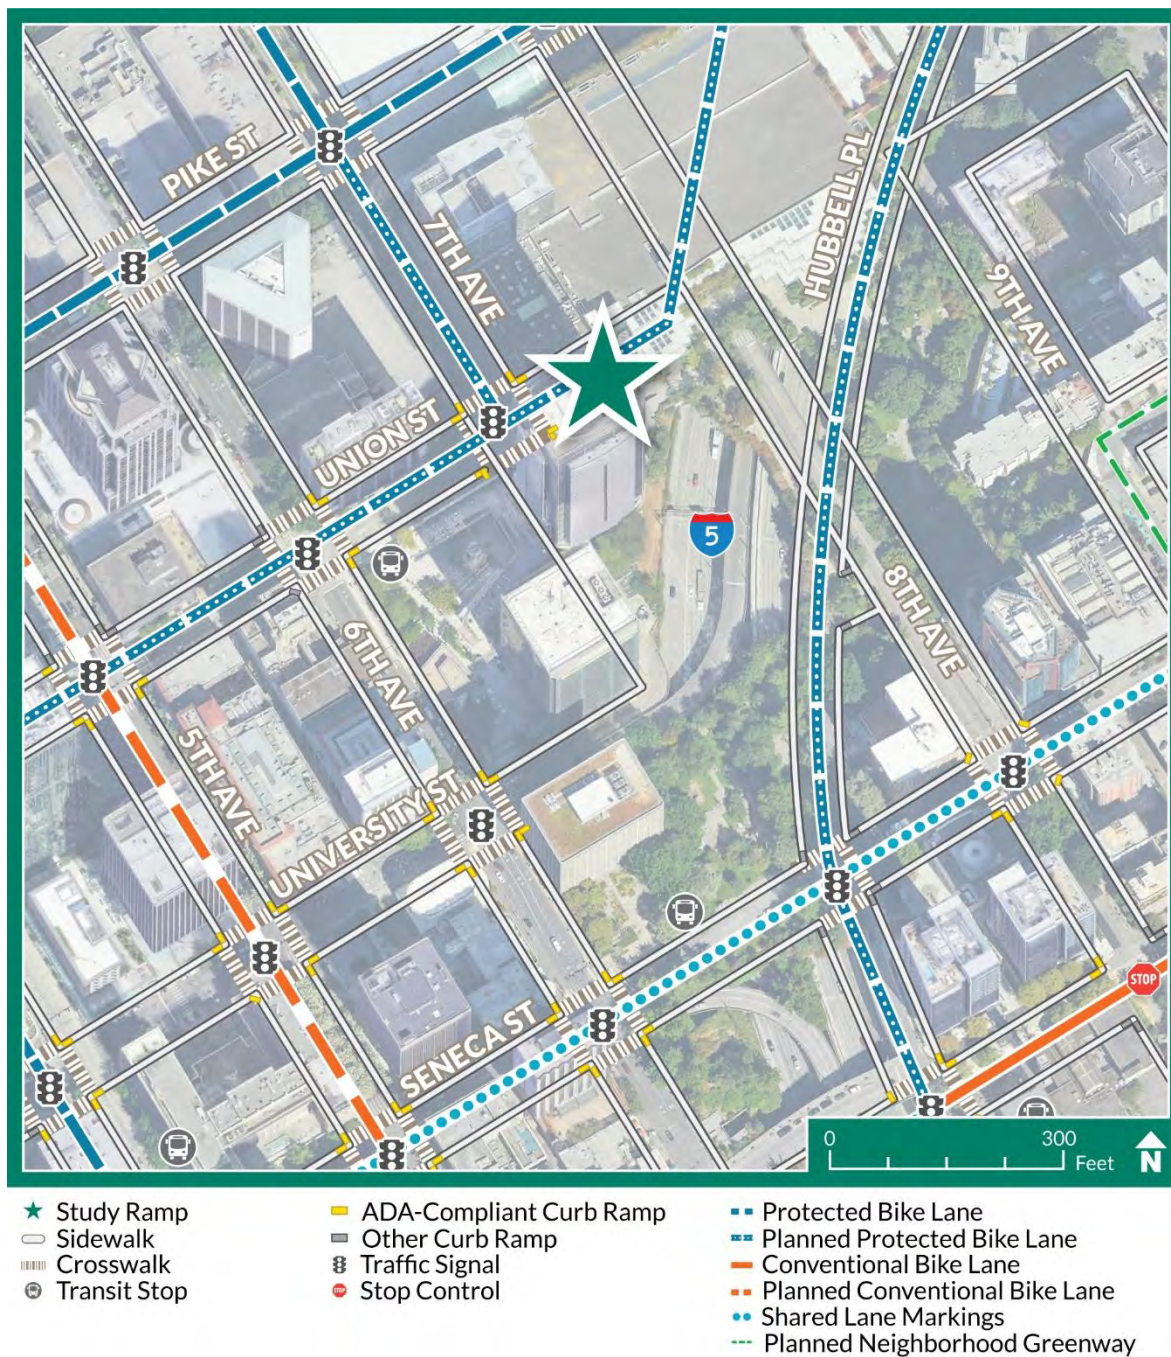 PIKE ST
7TH AVE
HUBBELL PL
9TH AVE
UNION ST
5
8TH AVE
6TH AVE
5TH AVE
UNIVERSITY ST
STOP
SENECA ST
0 300
Feet N
Study Ramp
Sidewalk
Crosswalk
Transit Stop
ADA-Compliant Curb Ramp
Other Curb Ramp
Traffic Signal
STOP Stop Control
Protected Bike Lane
Planned Protected Bike Lane
Conventional Bike Lane
Planned Conventional Bike Lane
Shared Lane Markings
Planned Neighborhood Greenway